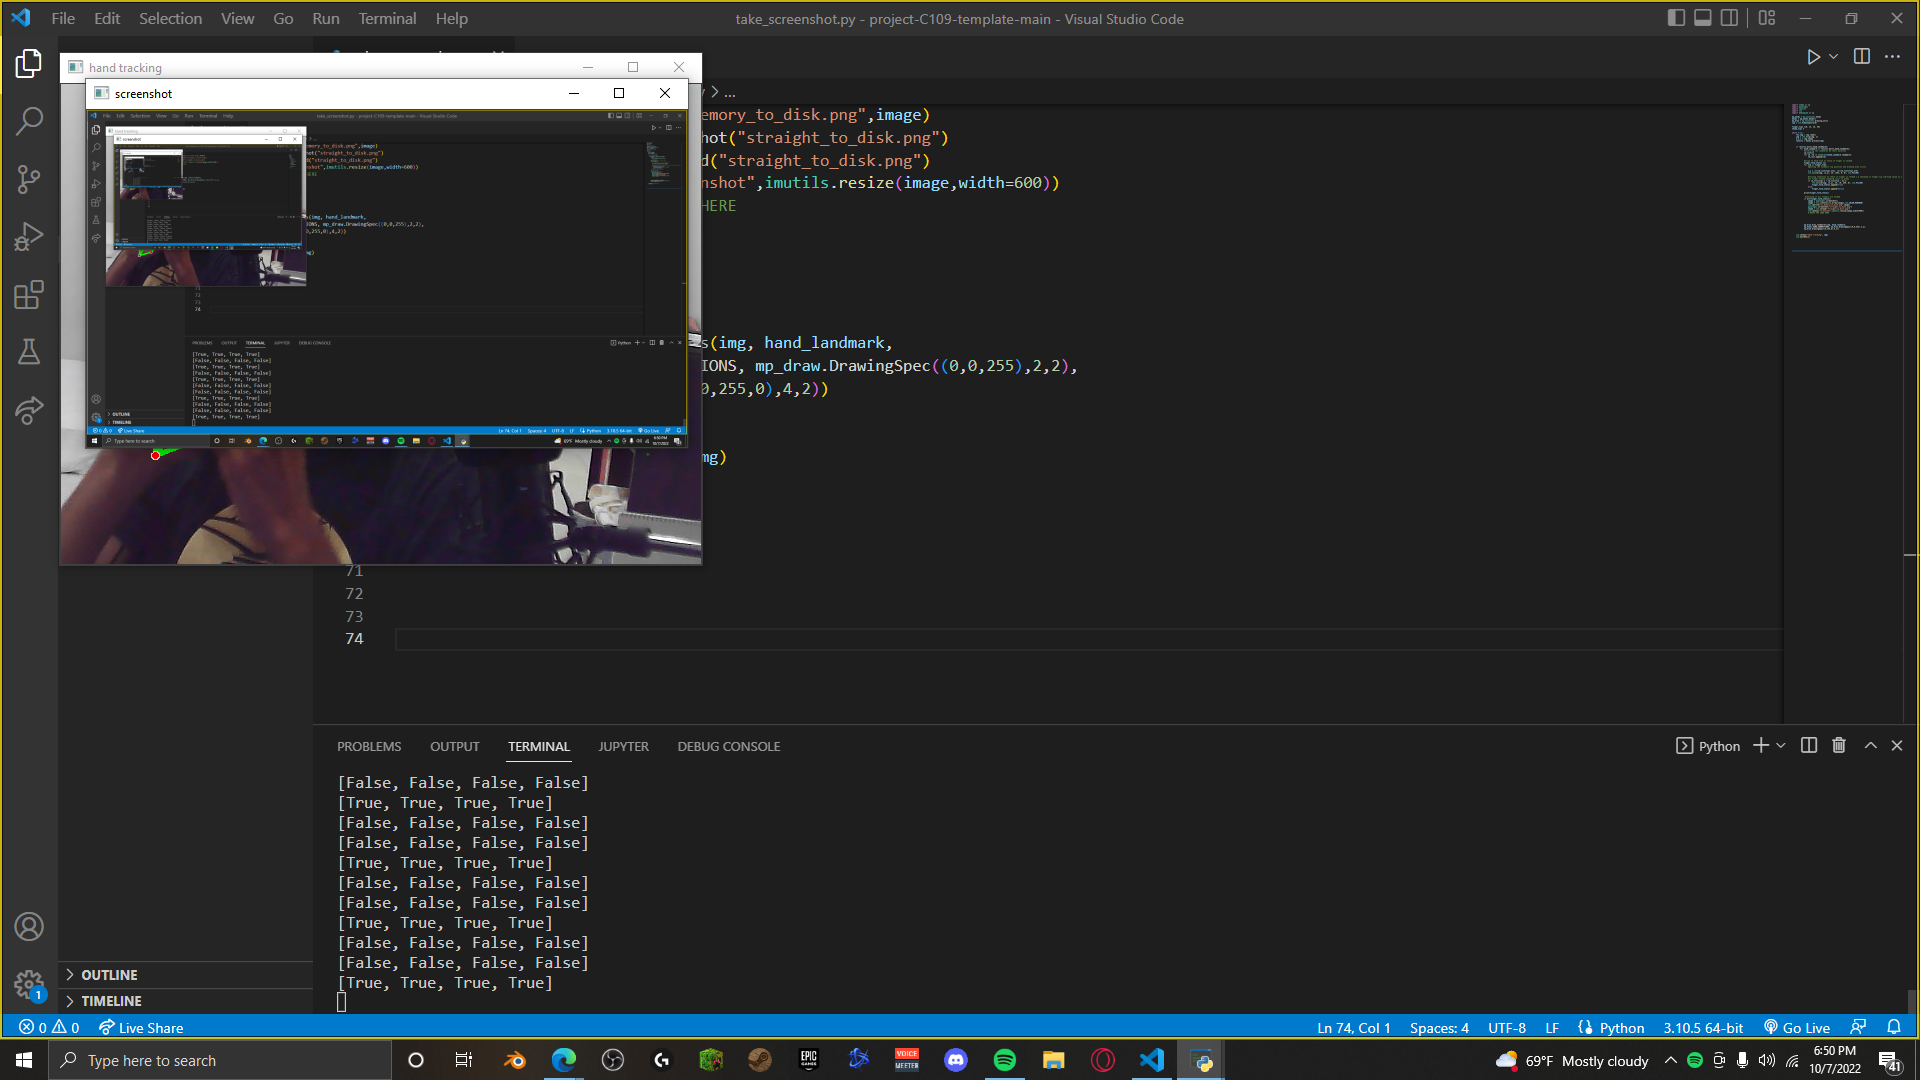 File Edit Selection View Go Run Terminal Help
take_screenshot.py - project-C109-template-main - Visual Studio Code
hand tracking
screenshot
> ...
emory_to_disk.png",image)
hot("straight_to_disk.png")
d("straight_to_disk.png")
nshot",imutils.resize(image,width=600))
HERE
s(img, hand_landmark,
IONS, mp_draw.DrawingSpec((0,0,255),2,2),
0,255,0),4,2))
mg)
71
72
73
74
PROBLEMS OUTPUT TERMINAL JUPYTER DEBUG CONSOLE
Python
[False, False, False, False]
[True, True, True, True]
[False, False, False, False]
[False, False, False, False]
[True, True, True, True]
[False, False, False, False]
[False, False, False, False]
[True, True, True, True]
[False, False, False, False]
[False, False, False, False]
[True, True, True, True]
OUTLINE
TIMELINE
1
0 0 Live Share
Ln 74, Col 1 Spaces: 4 UTF-8 LF Python 3.10.5 64-bit Go Live
Type here to search
EPIC GAMES
VOICE MEETER
69°F Mostly cloudy
6:50 PM
10/7/2022
41